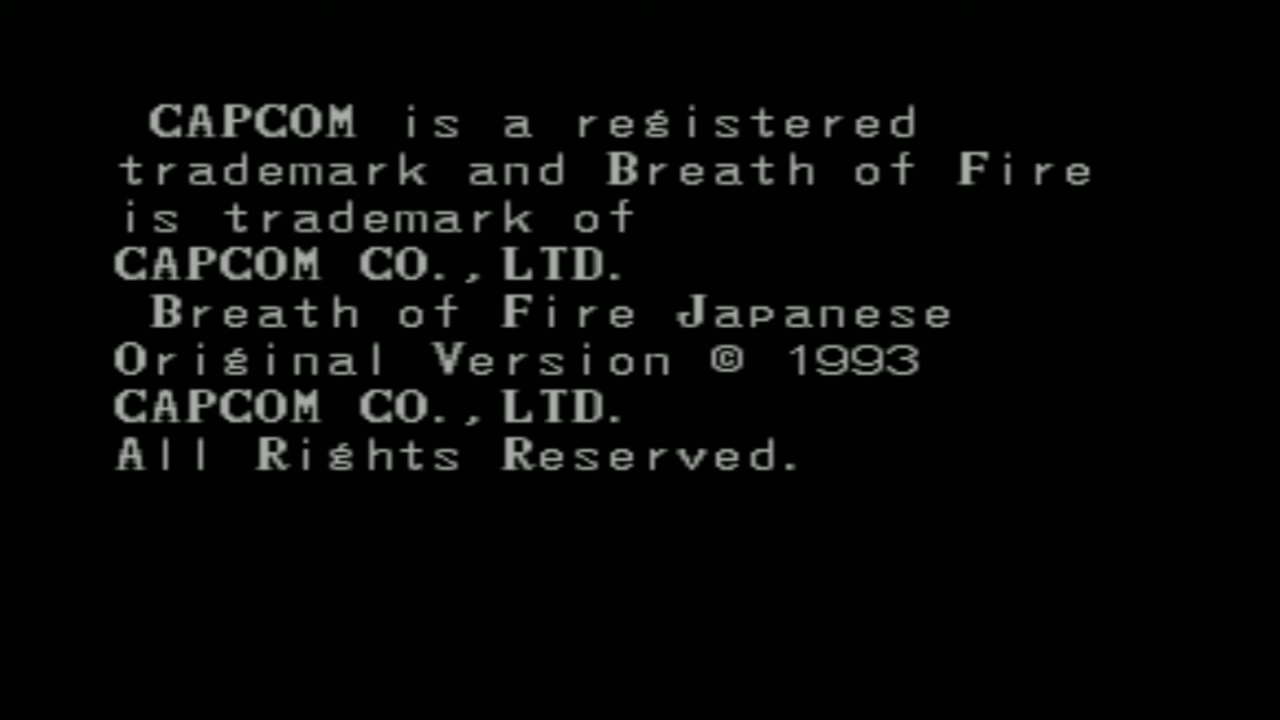 CAPCOM is a registered
trademark and Breath of Fire
is trademark of
CAPCOM CO.,LTD.
Breath of Fire Japanese
Original Version © 1993
CAPCOM CO.,LTD.
All Rights Reserved.